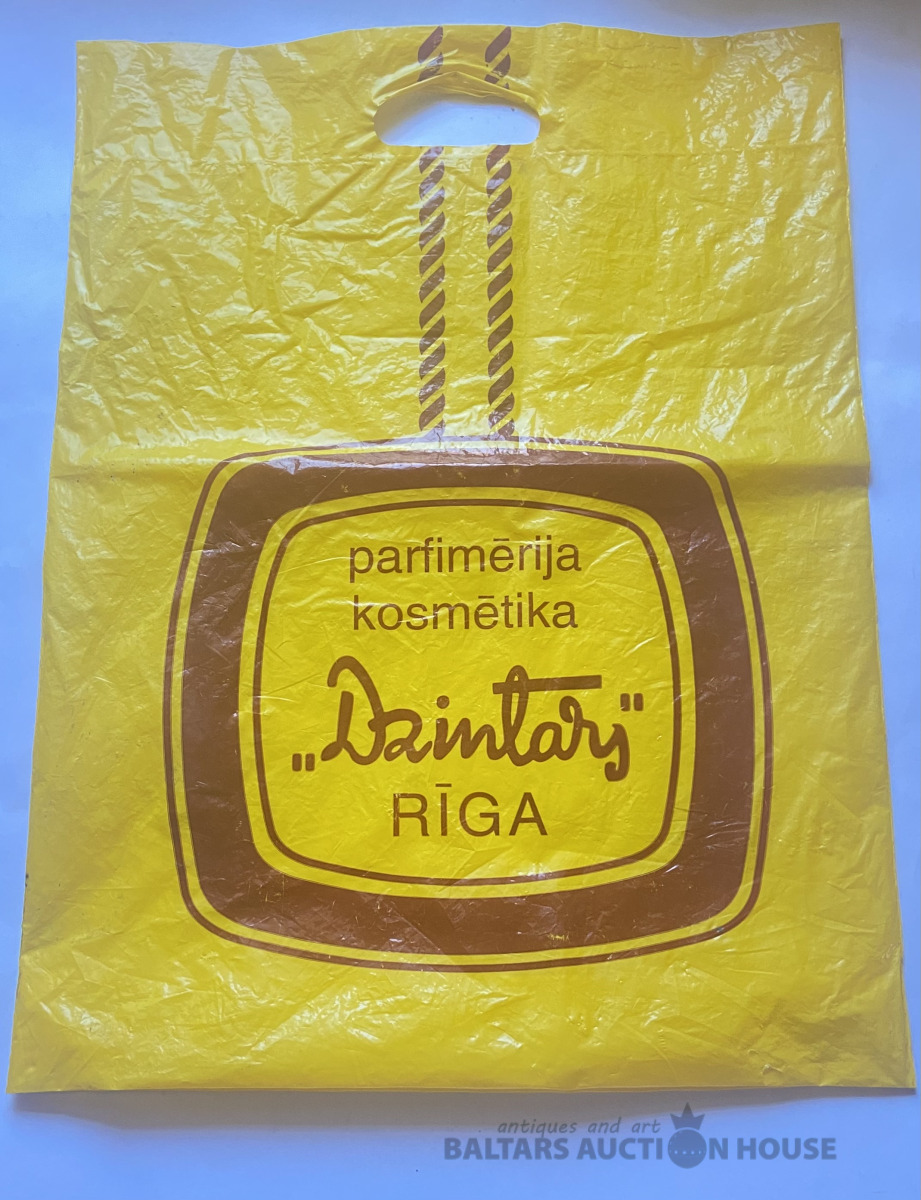 parfimērija
kosmētika
„Dzintars"
RĪGA
antiques and art
BALTARS AUCTION HOUSE